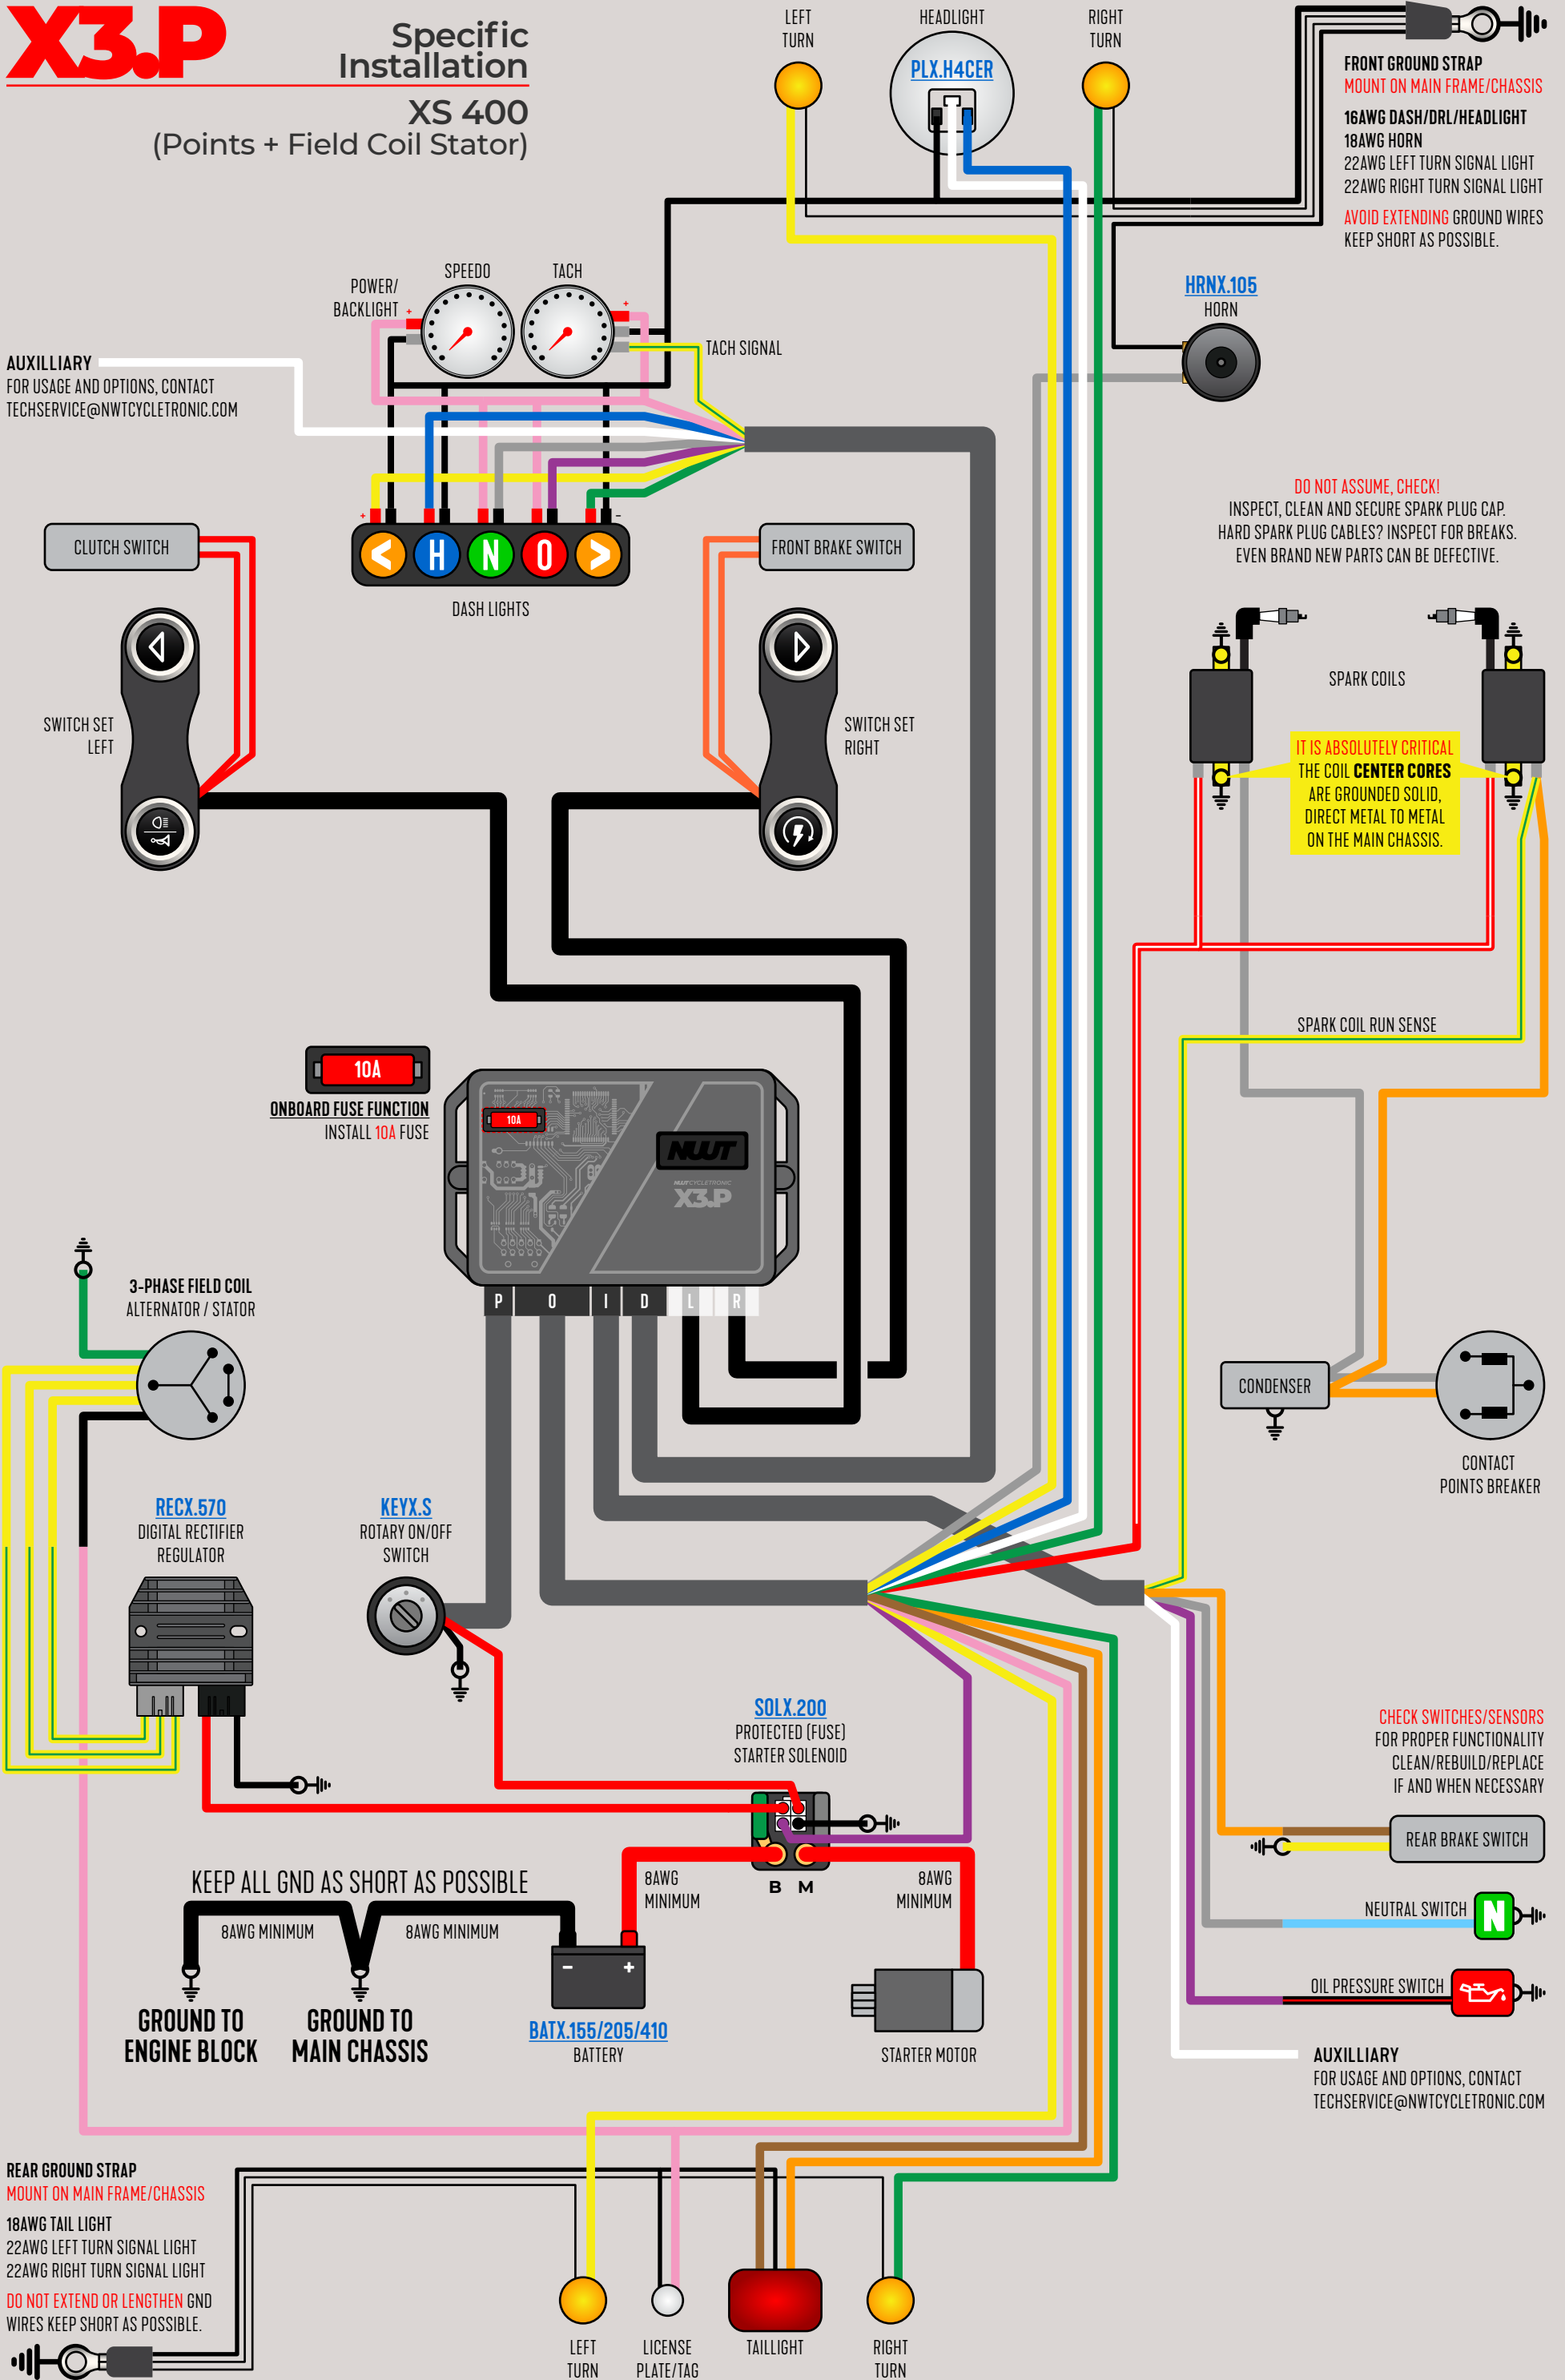 X3.P
Specific
Installation
XS 400
(Points + Field Coil Stator)
LEFT
TURN
HEADLIGHT
PLX.H4CER
RIGHT
TURN
FRONT GROUND STRAP
MOUNT ON MAIN FRAME/CHASSIS
16AWG DASH/DRL/HEADLIGHT
18AWG HORN
22AWG LEFT TURN SIGNAL LIGHT
22AWG RIGHT TURN SIGNAL LIGHT
AVOID EXTENDING GROUND WIRES
KEEP SHORT AS POSSIBLE.
POWER/
BACKLIGHT
SPEEDO
TACH
+
+
TACH SIGNAL
HRNX.105
HORN
AUXILLIARY
FOR USAGE AND OPTIONS, CONTACT
TECHSERVICE@NWTCYCLETRONIC.COM
+ −
< H N O >
DASH LIGHTS
CLUTCH SWITCH
FRONT BRAKE SWITCH
SWITCH SET
LEFT
SWITCH SET
RIGHT
DO NOT ASSUME, CHECK!
INSPECT, CLEAN AND SECURE SPARK PLUG CAP.
HARD SPARK PLUG CABLES? INSPECT FOR BREAKS.
EVEN BRAND NEW PARTS CAN BE DEFECTIVE.
SPARK COILS
IT IS ABSOLUTELY CRITICAL
THE COIL CENTER CORES
ARE GROUNDED SOLID,
DIRECT METAL TO METAL
ON THE MAIN CHASSIS.
SPARK COIL RUN SENSE
10A
ONBOARD FUSE FUNCTION
INSTALL 10A FUSE
10A
NWT
NWTCYCLETRONIC
X3.P
P O I D L R
3-PHASE FIELD COIL
ALTERNATOR / STATOR
CONDENSER
CONTACT
POINTS BREAKER
RECX.570
DIGITAL RECTIFIER
REGULATOR
KEYX.S
ROTARY ON/OFF
SWITCH
SOLX.200
PROTECTED (FUSE)
STARTER SOLENOID
B M
CHECK SWITCHES/SENSORS
FOR PROPER FUNCTIONALITY
CLEAN/REBUILD/REPLACE
IF AND WHEN NECESSARY
REAR BRAKE SWITCH
NEUTRAL SWITCH
N
OIL PRESSURE SWITCH
AUXILLIARY
FOR USAGE AND OPTIONS, CONTACT
TECHSERVICE@NWTCYCLETRONIC.COM
KEEP ALL GND AS SHORT AS POSSIBLE
8AWG MINIMUM
8AWG MINIMUM
8AWG
MINIMUM
8AWG
MINIMUM
GROUND TO
ENGINE BLOCK
GROUND TO
MAIN CHASSIS
− +
BATX.155/205/410
BATTERY
STARTER MOTOR
REAR GROUND STRAP
MOUNT ON MAIN FRAME/CHASSIS
18AWG TAIL LIGHT
22AWG LEFT TURN SIGNAL LIGHT
22AWG RIGHT TURN SIGNAL LIGHT
DO NOT EXTEND OR LENGTHEN GND
WIRES KEEP SHORT AS POSSIBLE.
LEFT
TURN
LICENSE
PLATE/TAG
TAILLIGHT
RIGHT
TURN